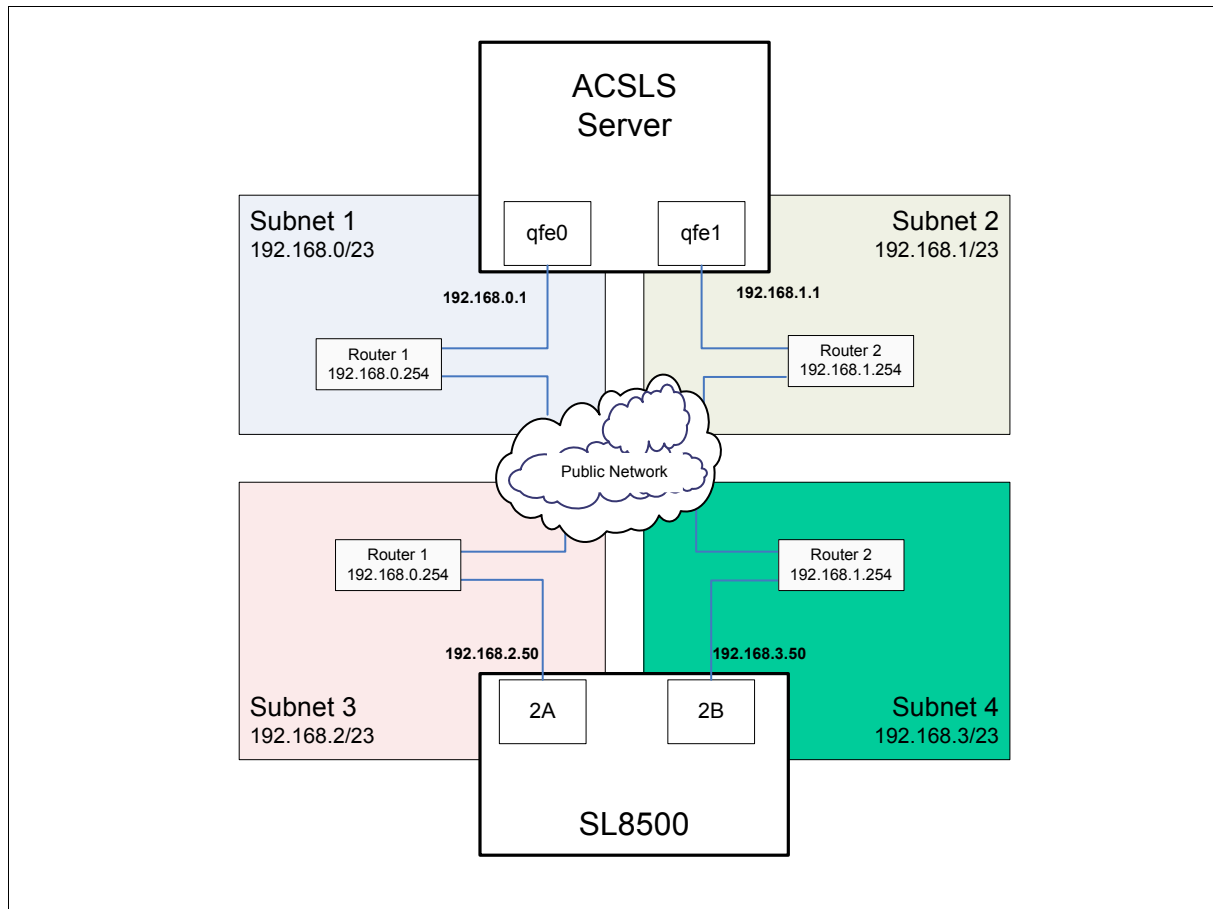 ACSLS
Server
qfe0
qfe1
Subnet 1
192.168.0/23
Subnet 2
192.168.1/23
192.168.0.1
192.168.1.1
Router 1
192.168.0.254
Router 2
192.168.1.254
Public Network
Router 1
192.168.0.254
Router 2
192.168.1.254
192.168.2.50
192.168.3.50
Subnet 3
192.168.2/23
2A
2B
Subnet 4
192.168.3/23
SL8500